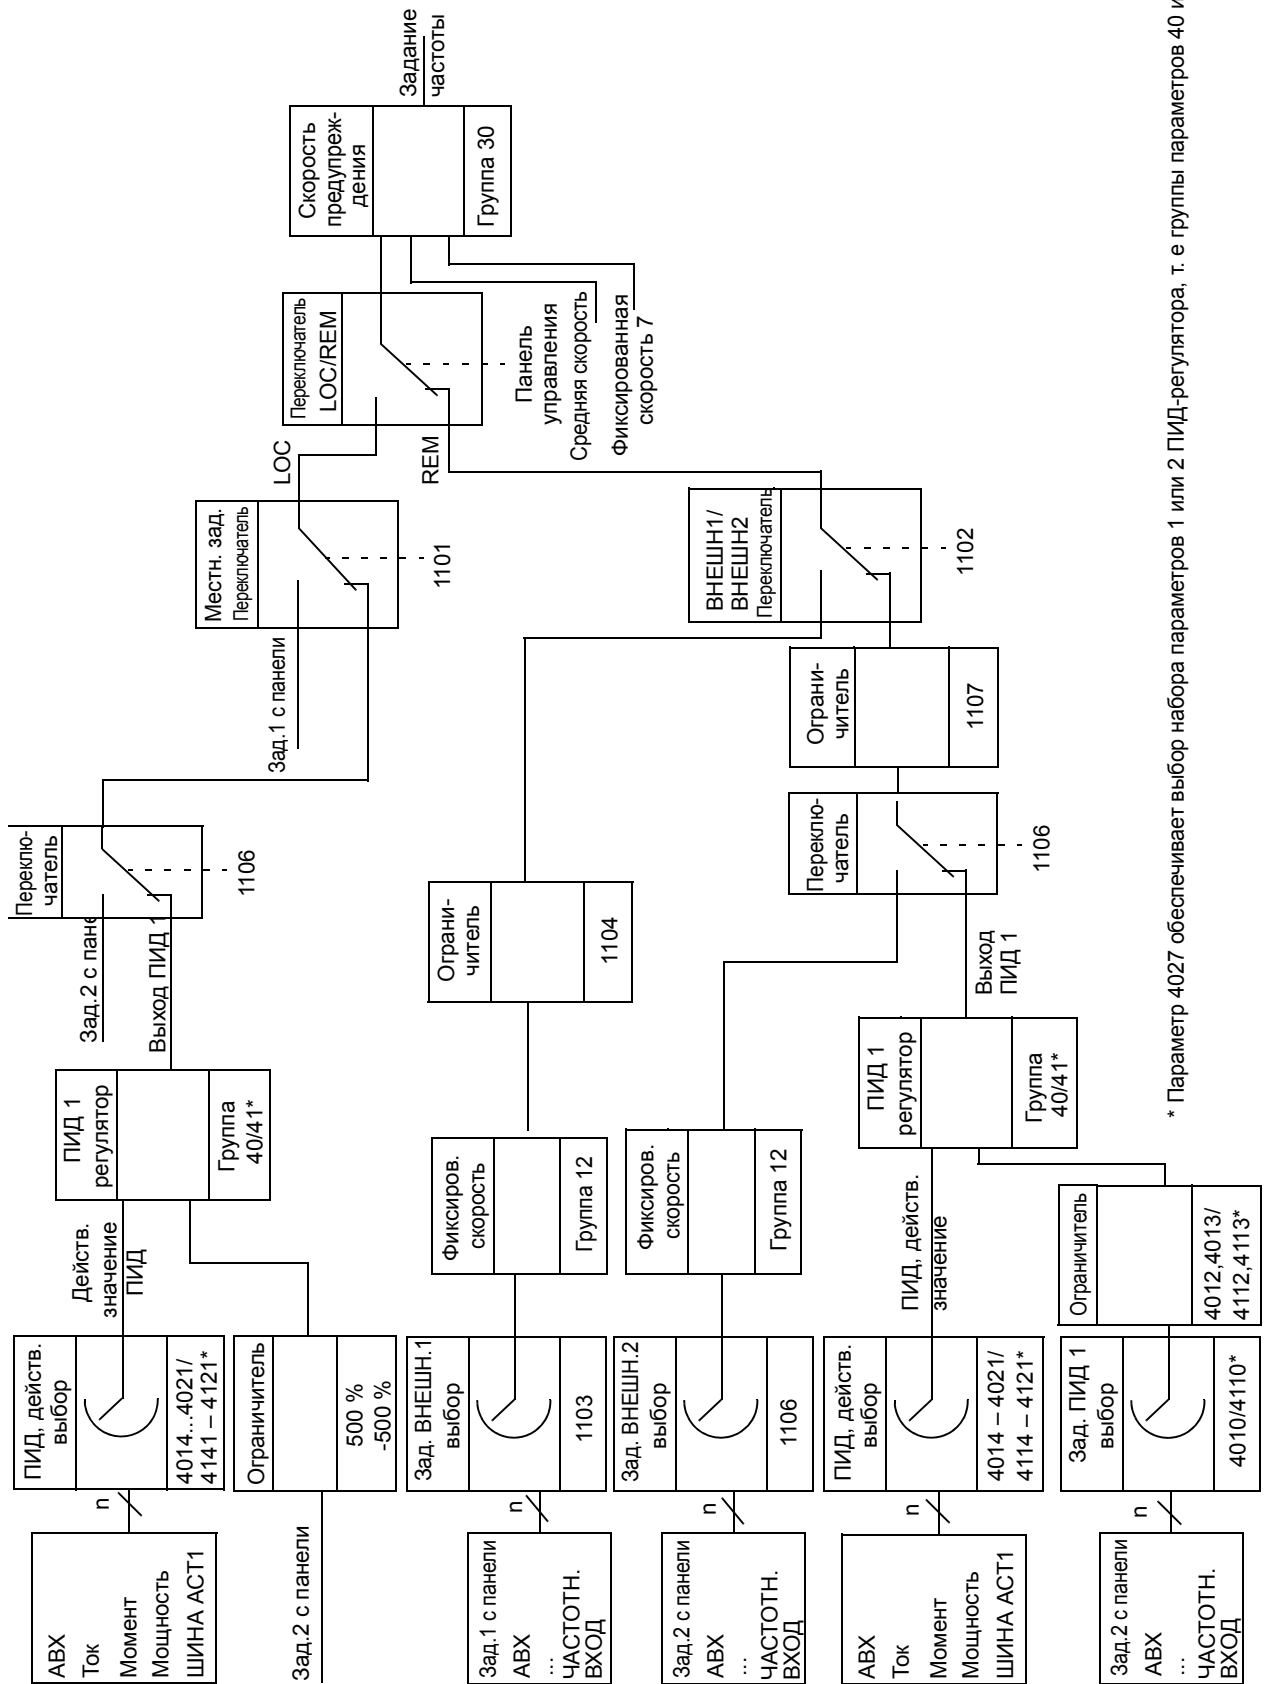 АВХ
Ток
Момент
Мощность
ШИНА АСТ1
n
ПИД, действ.
выбор
4014...4021/
4141 – 4121*
Действ.
значение
ПИД
ПИД 1
регулятор
Группа
40/41*
Зад.2 с пане
Выход ПИД 1
Переклю-
чатель
1106
Зад.2 с панели
Ограничитель
500 %
-500 %
Зад.1 с панели
Местн. зад.
Переключатель
1101
LOC
REM
Переключатель
LOC/REM
Панель
управления
Средняя скорость
Фиксированная
скорость 7
Скорость
предупреж-
дения
Группа 30
Задание
частоты
Зад.1 с панели
АВХ
...
ЧАСТОТН.
ВХОД
n
Зад. ВНЕШН.1
выбор
1103
Фиксиров.
скорость
Группа 12
Ограни-
читель
1104
Зад.2 с панели
АВХ
...
ЧАСТОТН.
ВХОД
n
Зад. ВНЕШН.2
выбор
1106
Фиксиров.
скорость
Группа 12
ВНЕШН1/
ВНЕШН2
Переключатель
1102
АВХ
Ток
Момент
Мощность
ШИНА АСТ1
n
ПИД, действ.
выбор
4014 – 4021/
4114 – 4121*
ПИД, действ.
значение
ПИД 1
регулятор
Группа
40/41*
Выход
ПИД 1
Переклю-
чатель
1106
Ограни-
читель
1107
Зад.2 с панели
АВХ
...
ЧАСТОТН.
ВХОД
n
Зад. ПИД 1
выбор
4010/4110*
Ограничитель
4012,4013/
4112,4113*
* Параметр 4027 обеспечивает выбор набора параметров 1 или 2 ПИД-регулятора, т. е группы параметров 40 и